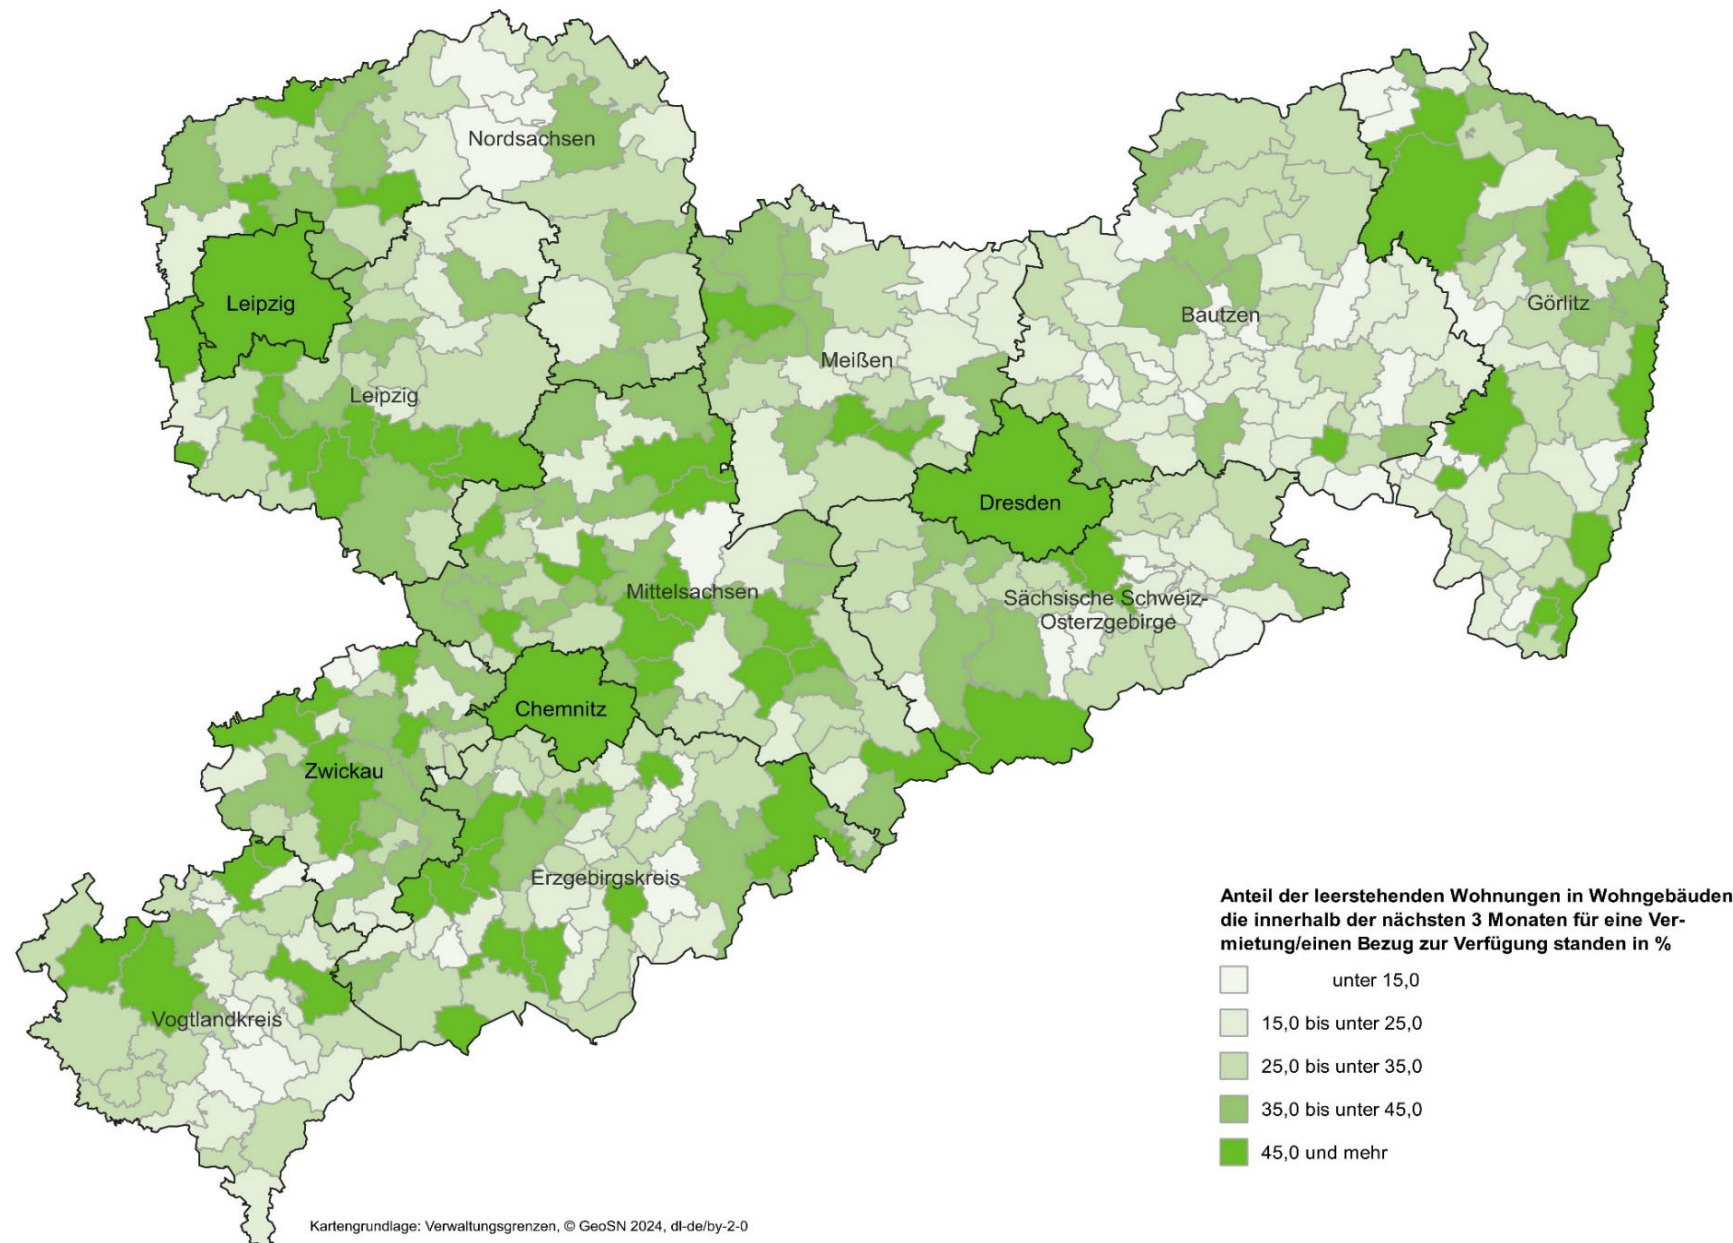 Nordsachsen
Leipzig
Bautzen
Görlitz
Meißen
Leipzig
Dresden
Mittelsachsen
Sächsische Schweiz-
Osterzgebirge
Chemnitz
Zwickau
Erzgebirgskreis
Vogtlandkreis
Anteil der leerstehenden Wohnungen in Wohngebäuden
die innerhalb der nächsten 3 Monaten für eine Ver-
mietung/einen Bezug zur Verfügung standen in %
unter 15,0
15,0 bis unter 25,0
25,0 bis unter 35,0
35,0 bis unter 45,0
45,0 und mehr
Kartengrundlage: Verwaltungsgrenzen, © GeoSN 2024, dl-de/by-2-0